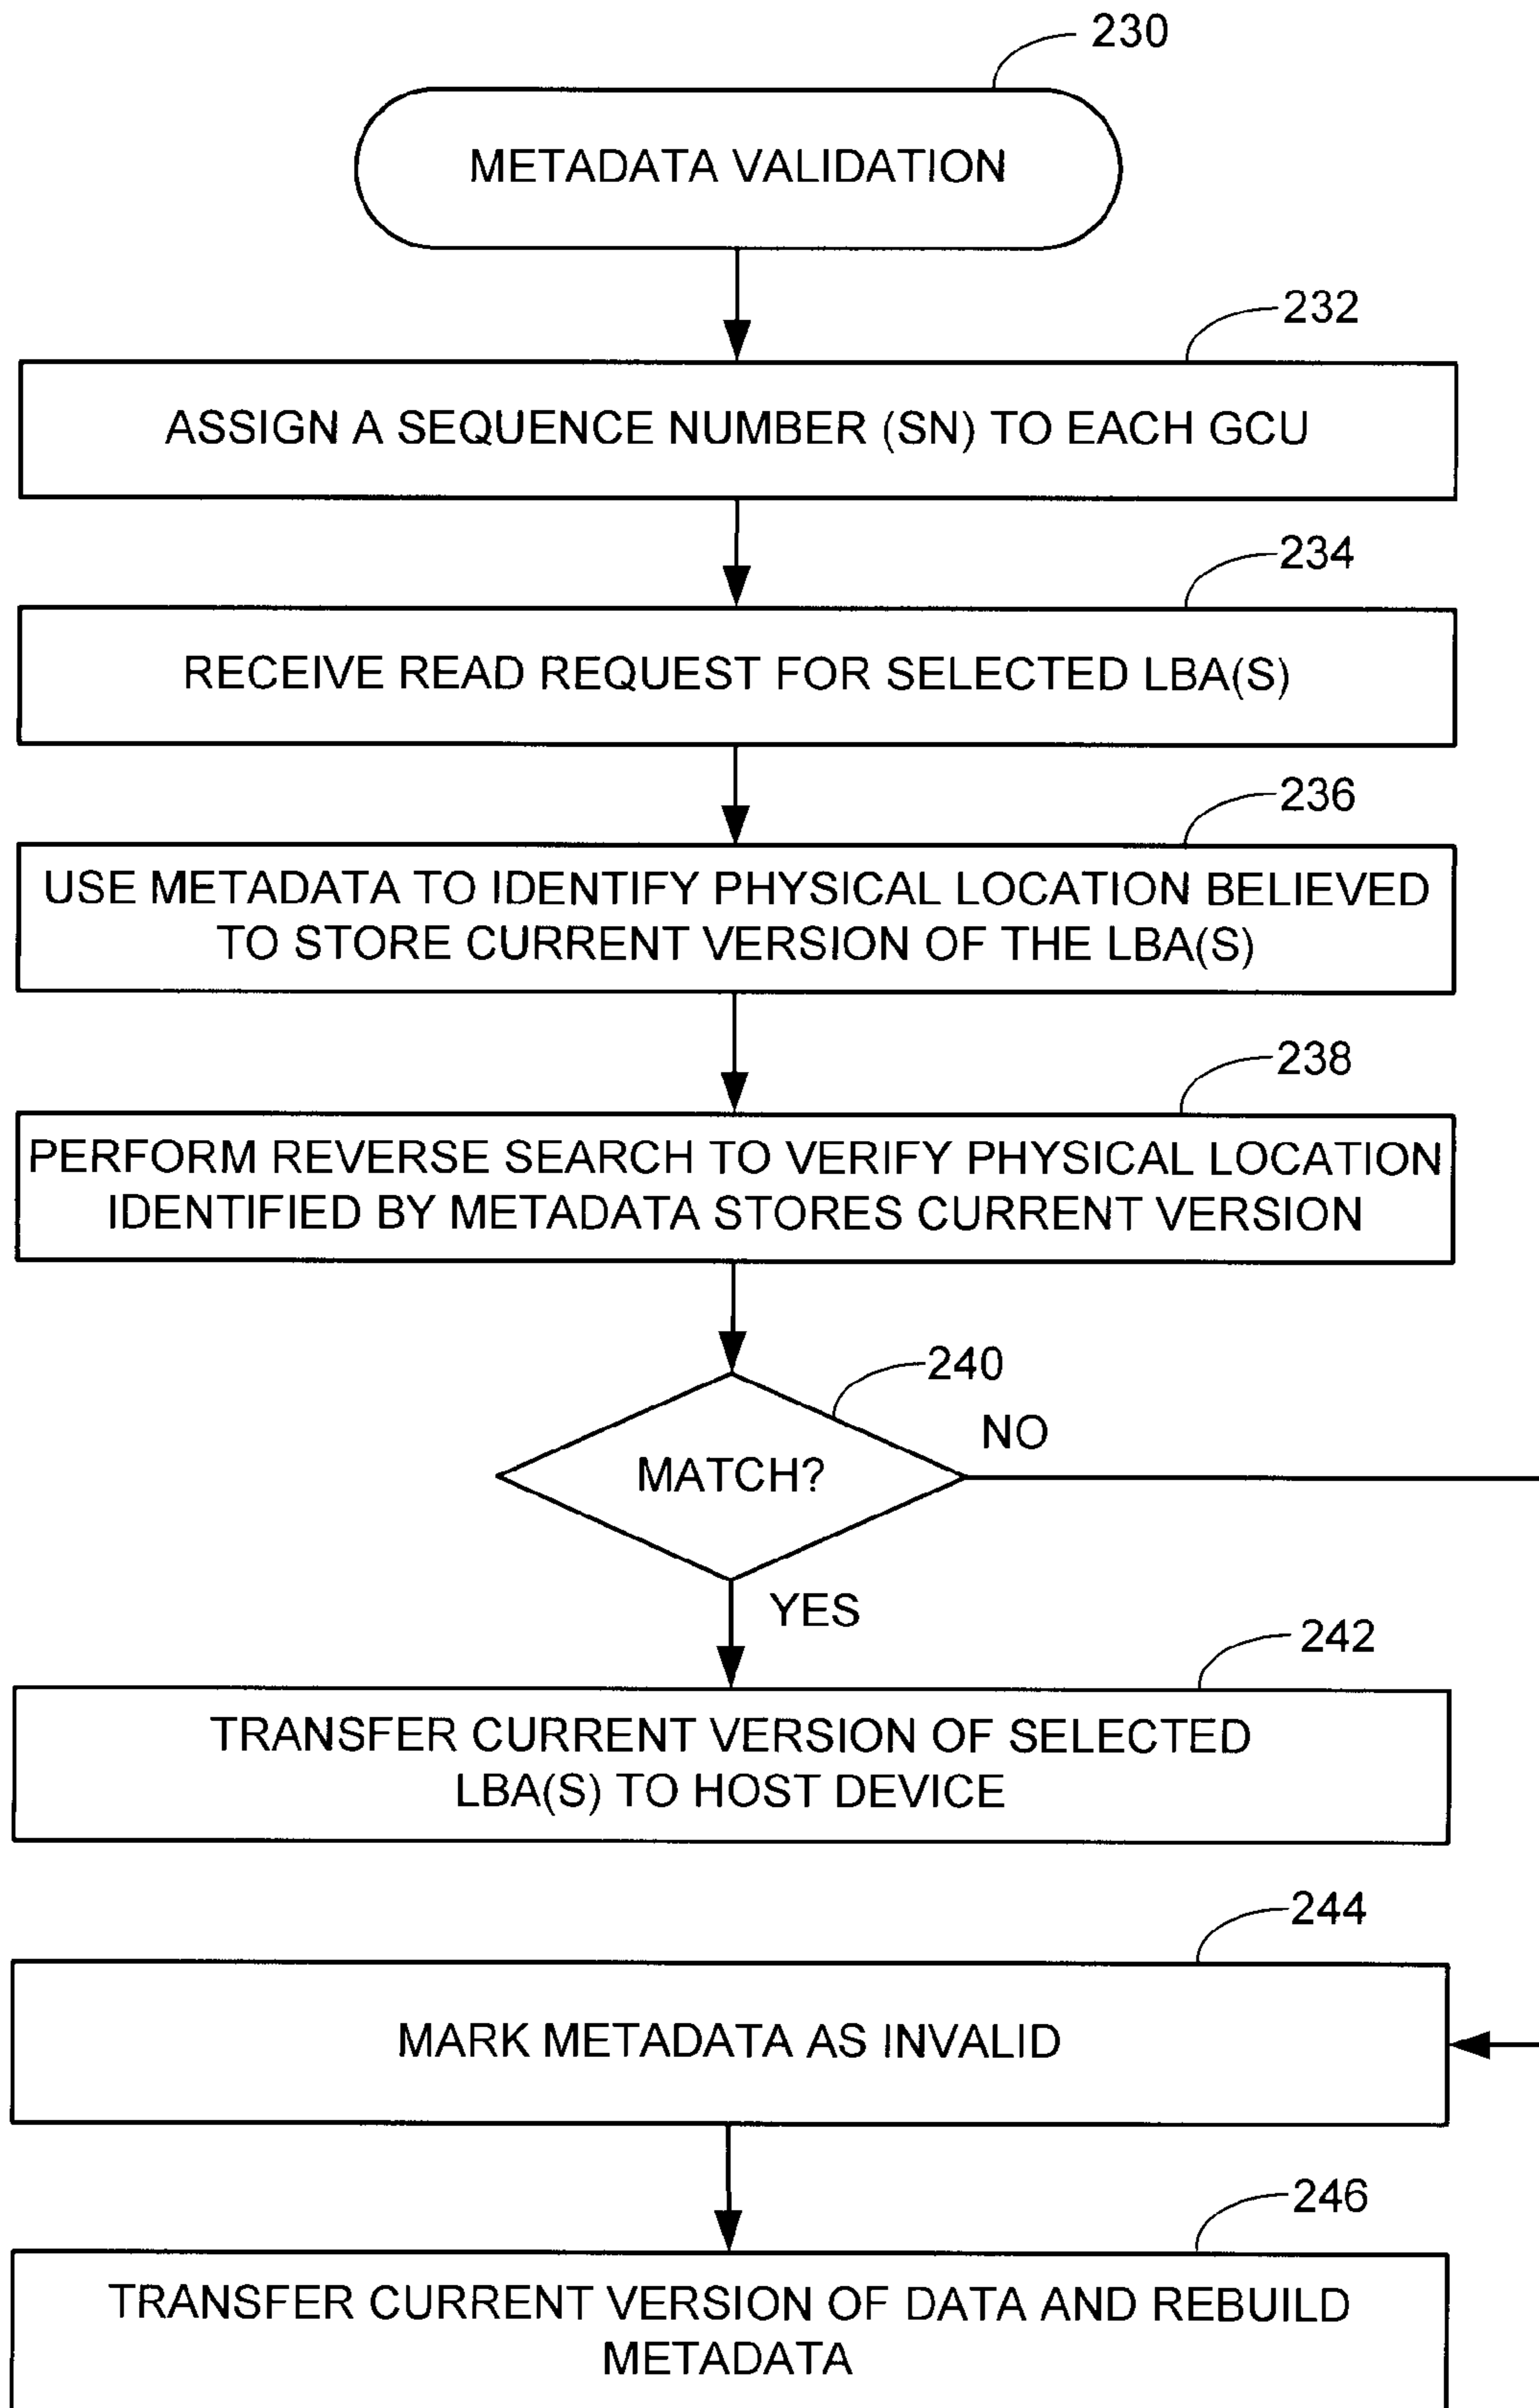 230
METADATA VALIDATION
232
ASSIGN A SEQUENCE NUMBER (SN) TO EACH GCU
234
RECEIVE READ REQUEST FOR SELECTED LBA(S)
236
USE METADATA TO IDENTIFY PHYSICAL LOCATION BELIEVED
TO STORE CURRENT VERSION OF THE LBA(S)
238
PERFORM REVERSE SEARCH TO VERIFY PHYSICAL LOCATION
IDENTIFIED BY METADATA STORES CURRENT VERSION
240
NO
MATCH?
YES
242
TRANSFER CURRENT VERSION OF SELECTED
LBA(S) TO HOST DEVICE
244
MARK METADATA AS INVALID
246
TRANSFER CURRENT VERSION OF DATA AND REBUILD
METADATA